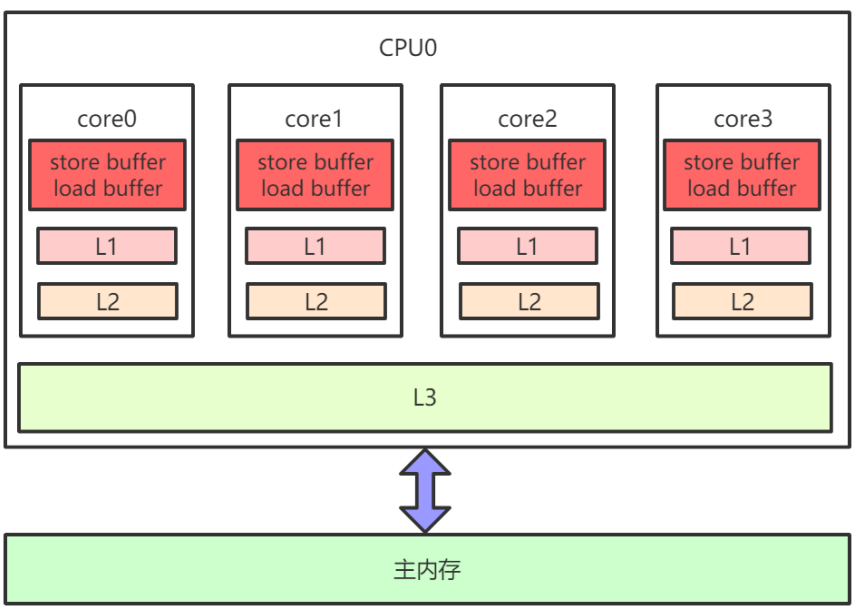 CPU0
core0
core1
core2
core3
store buffer
load buffer
store buffer
load buffer
store buffer
load buffer
store buffer
load buffer
L1
L1
L1
L1
L2
L2
L2
L2
L3
主内存